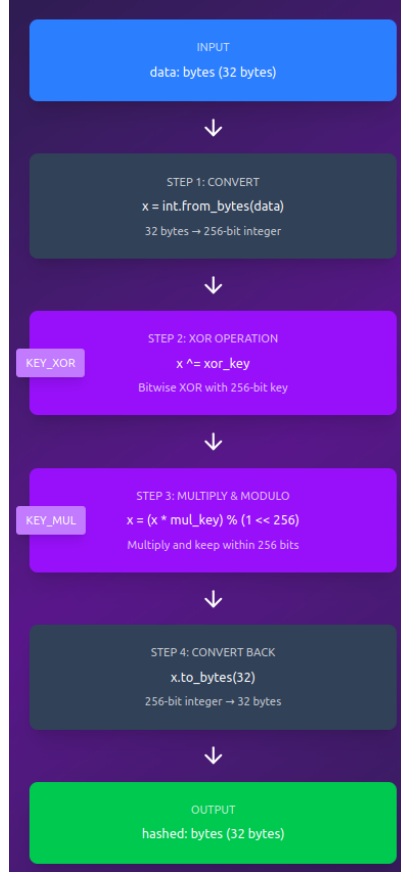 INPUT
data: bytes (32 bytes)
STEP 1: CONVERT
x = int.from_bytes(data)
32 bytes → 256-bit integer
STEP 2: XOR OPERATION
KEY_XOR
x ^= xor_key
Bitwise XOR with 256-bit key
STEP 3: MULTIPLY & MODULO
KEY_MUL
x = (x * mul_key) % (1 << 256)
Multiply and keep within 256 bits
STEP 4: CONVERT BACK
x.to_bytes(32)
256-bit integer → 32 bytes
OUTPUT
hashed: bytes (32 bytes)